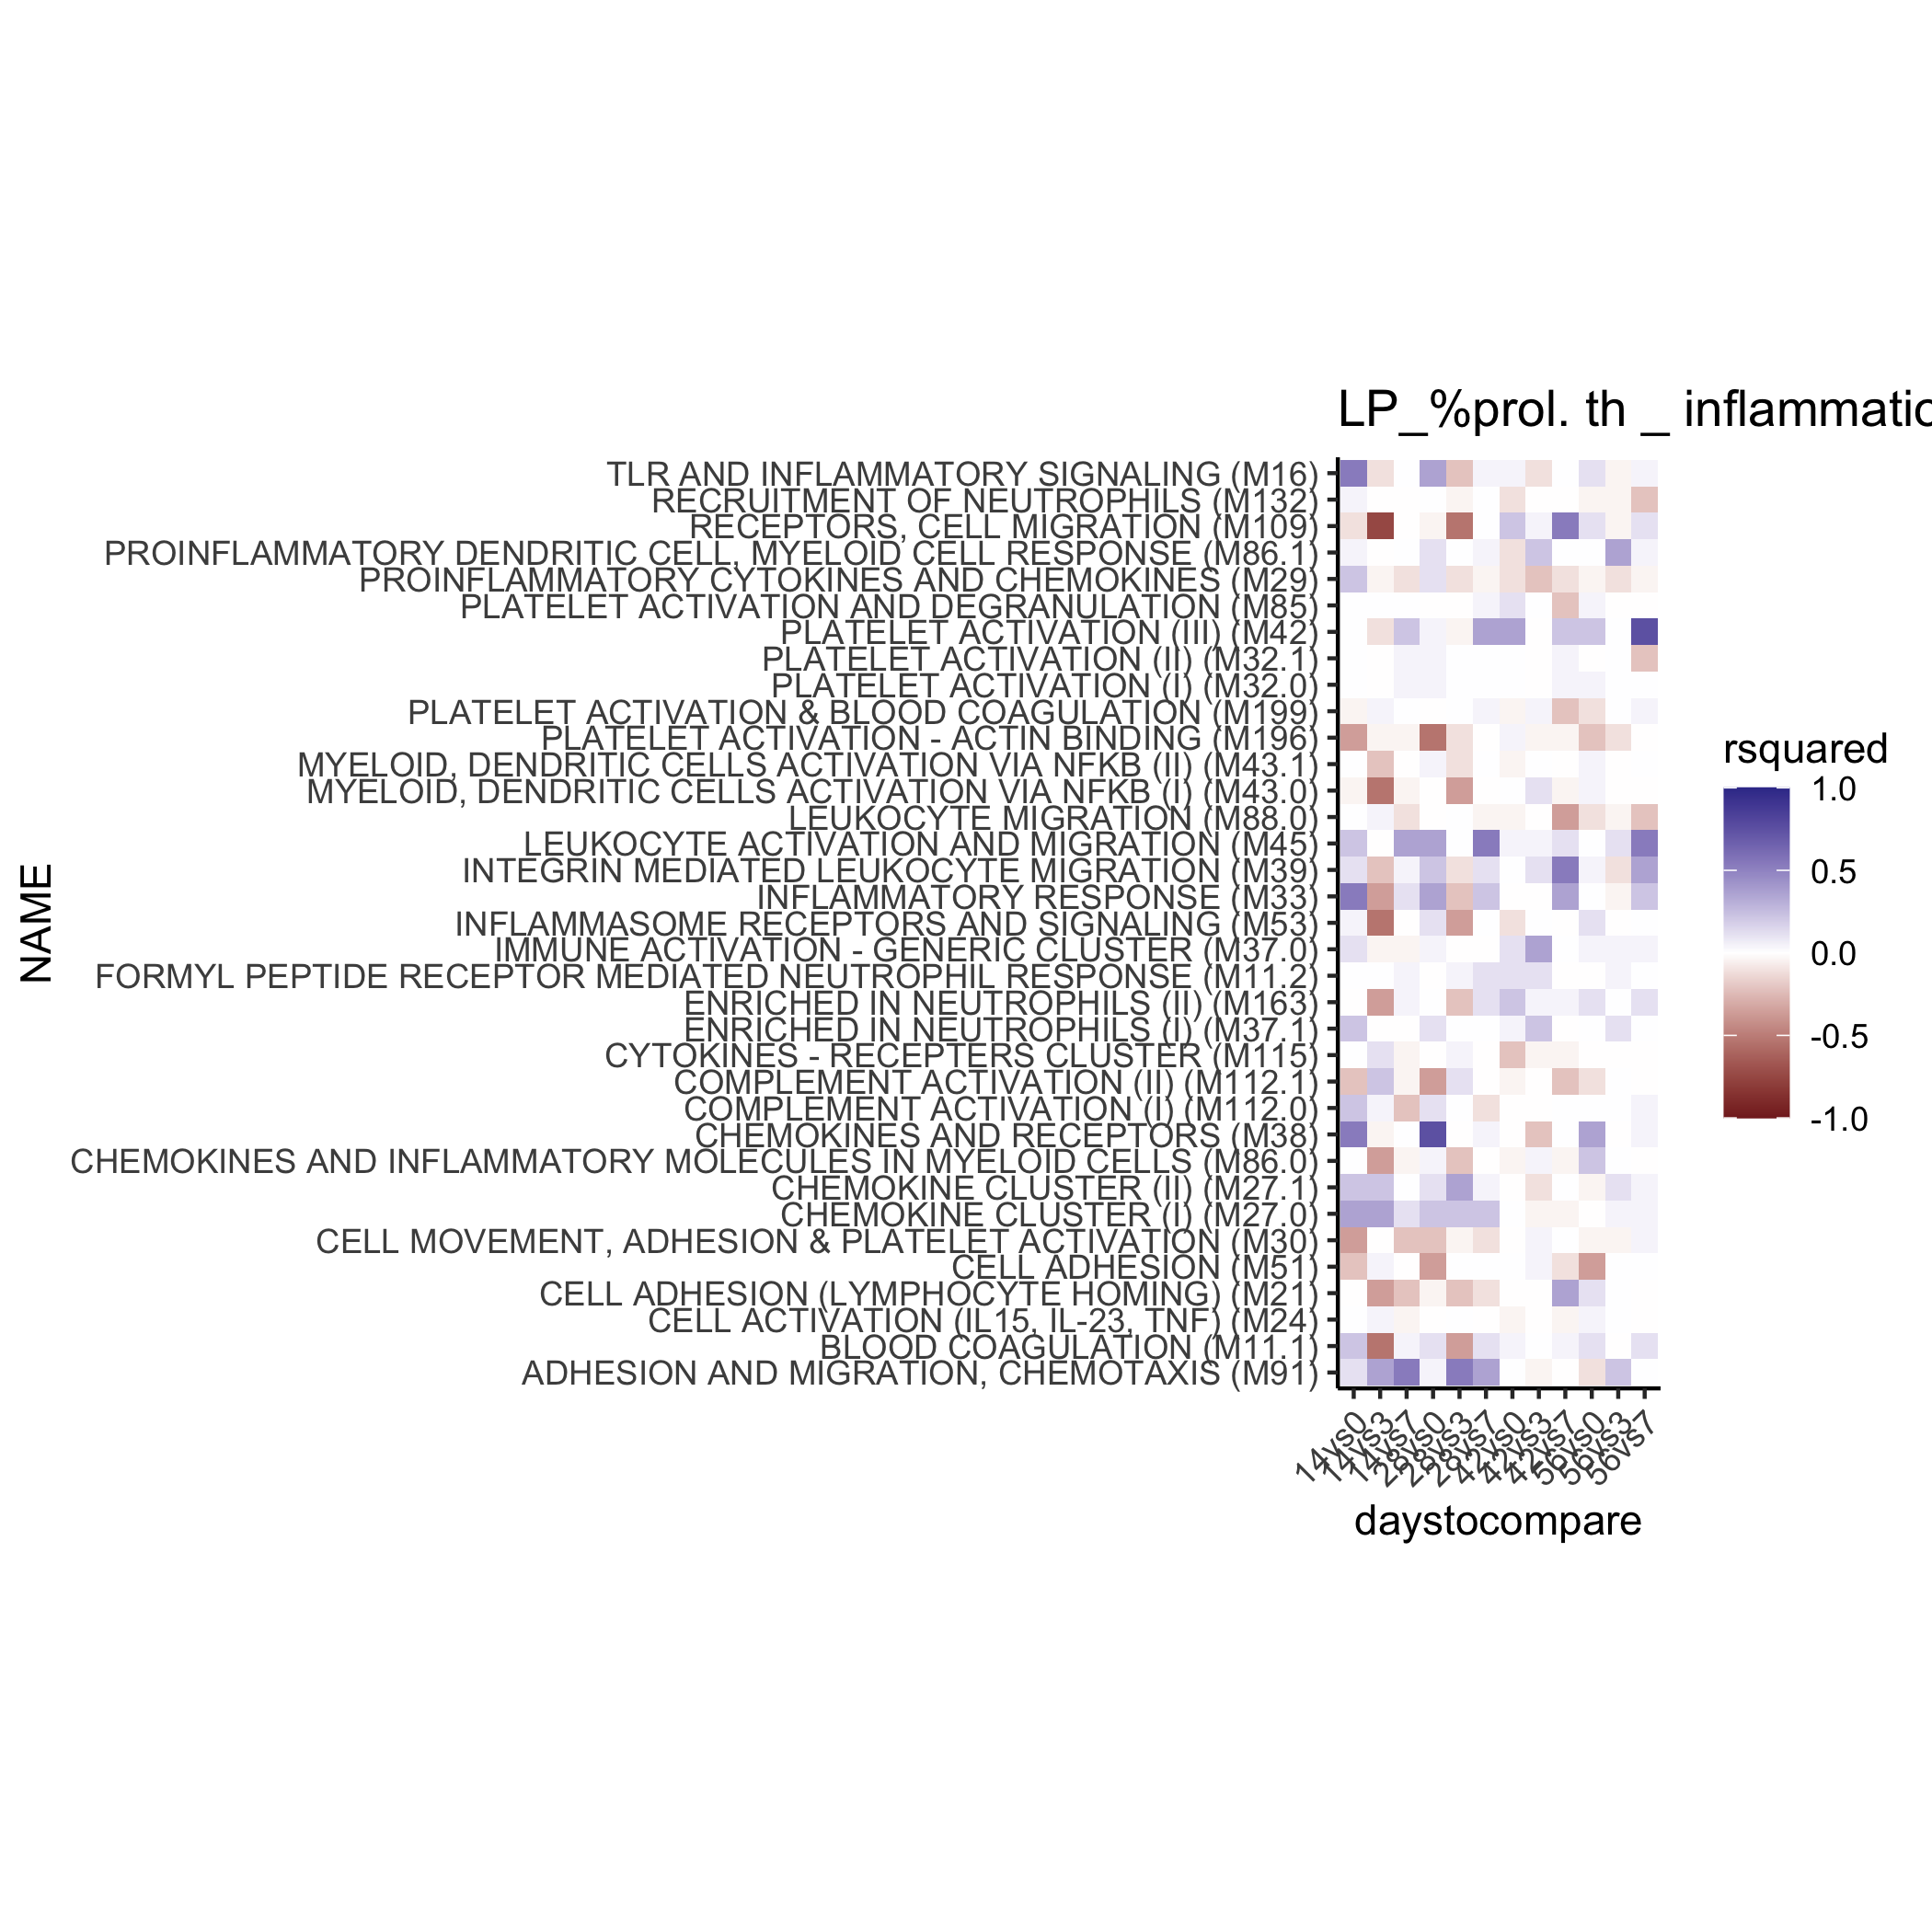 LP_%prol. th _ inflammatio
TLR AND INFLAMMATORY SIGNALING (M16)
RECRUITMENT OF NEUTROPHILS (M132)
RECEPTORS, CELL MIGRATION (M109)
PROINFLAMMATORY DENDRITIC CELL, MYELOID CELL RESPONSE (M86.1)
PROINFLAMMATORY CYTOKINES AND CHEMOKINES (M29)
PLATELET ACTIVATION AND DEGRANULATION (M85)
PLATELET ACTIVATION (III) (M42)
PLATELET ACTIVATION (II) (M32.1)
PLATELET ACTIVATION (I) (M32.0)
PLATELET ACTIVATION & BLOOD COAGULATION (M199)
PLATELET ACTIVATION - ACTIN BINDING (M196)
MYELOID, DENDRITIC CELLS ACTIVATION VIA NFKB (II) (M43.1)
MYELOID, DENDRITIC CELLS ACTIVATION VIA NFKB (I) (M43.0)
LEUKOCYTE MIGRATION (M88.0)
LEUKOCYTE ACTIVATION AND MIGRATION (M45)
INTEGRIN MEDIATED LEUKOCYTE MIGRATION (M39)
INFLAMMATORY RESPONSE (M33)
INFLAMMASOME RECEPTORS AND SIGNALING (M53)
IMMUNE ACTIVATION - GENERIC CLUSTER (M37.0)
FORMYL PEPTIDE RECEPTOR MEDIATED NEUTROPHIL RESPONSE (M11.2)
ENRICHED IN NEUTROPHILS (II) (M163)
ENRICHED IN NEUTROPHILS (I) (M37.1)
CYTOKINES - RECEPTERS CLUSTER (M115)
COMPLEMENT ACTIVATION (II) (M112.1)
COMPLEMENT ACTIVATION (I) (M112.0)
CHEMOKINES AND RECEPTORS (M38)
CHEMOKINES AND INFLAMMATORY MOLECULES IN MYELOID CELLS (M86.0)
CHEMOKINE CLUSTER (II) (M27.1)
CHEMOKINE CLUSTER (I) (M27.0)
CELL MOVEMENT, ADHESION & PLATELET ACTIVATION (M30)
CELL ADHESION (M51)
CELL ADHESION (LYMPHOCYTE HOMING) (M21)
CELL ACTIVATION (IL15, IL-23, TNF) (M24)
BLOOD COAGULATION (M11.1)
ADHESION AND MIGRATION, CHEMOTAXIS (M91)
NAME
14vs0
14vs3
14vs7
28vs0
28vs3
28vs7
42vs0
42vs3
42vs7
56vs0
56vs3
56vs7
daystocompare
rsquared
1.0
0.5
0.0
-0.5
-1.0